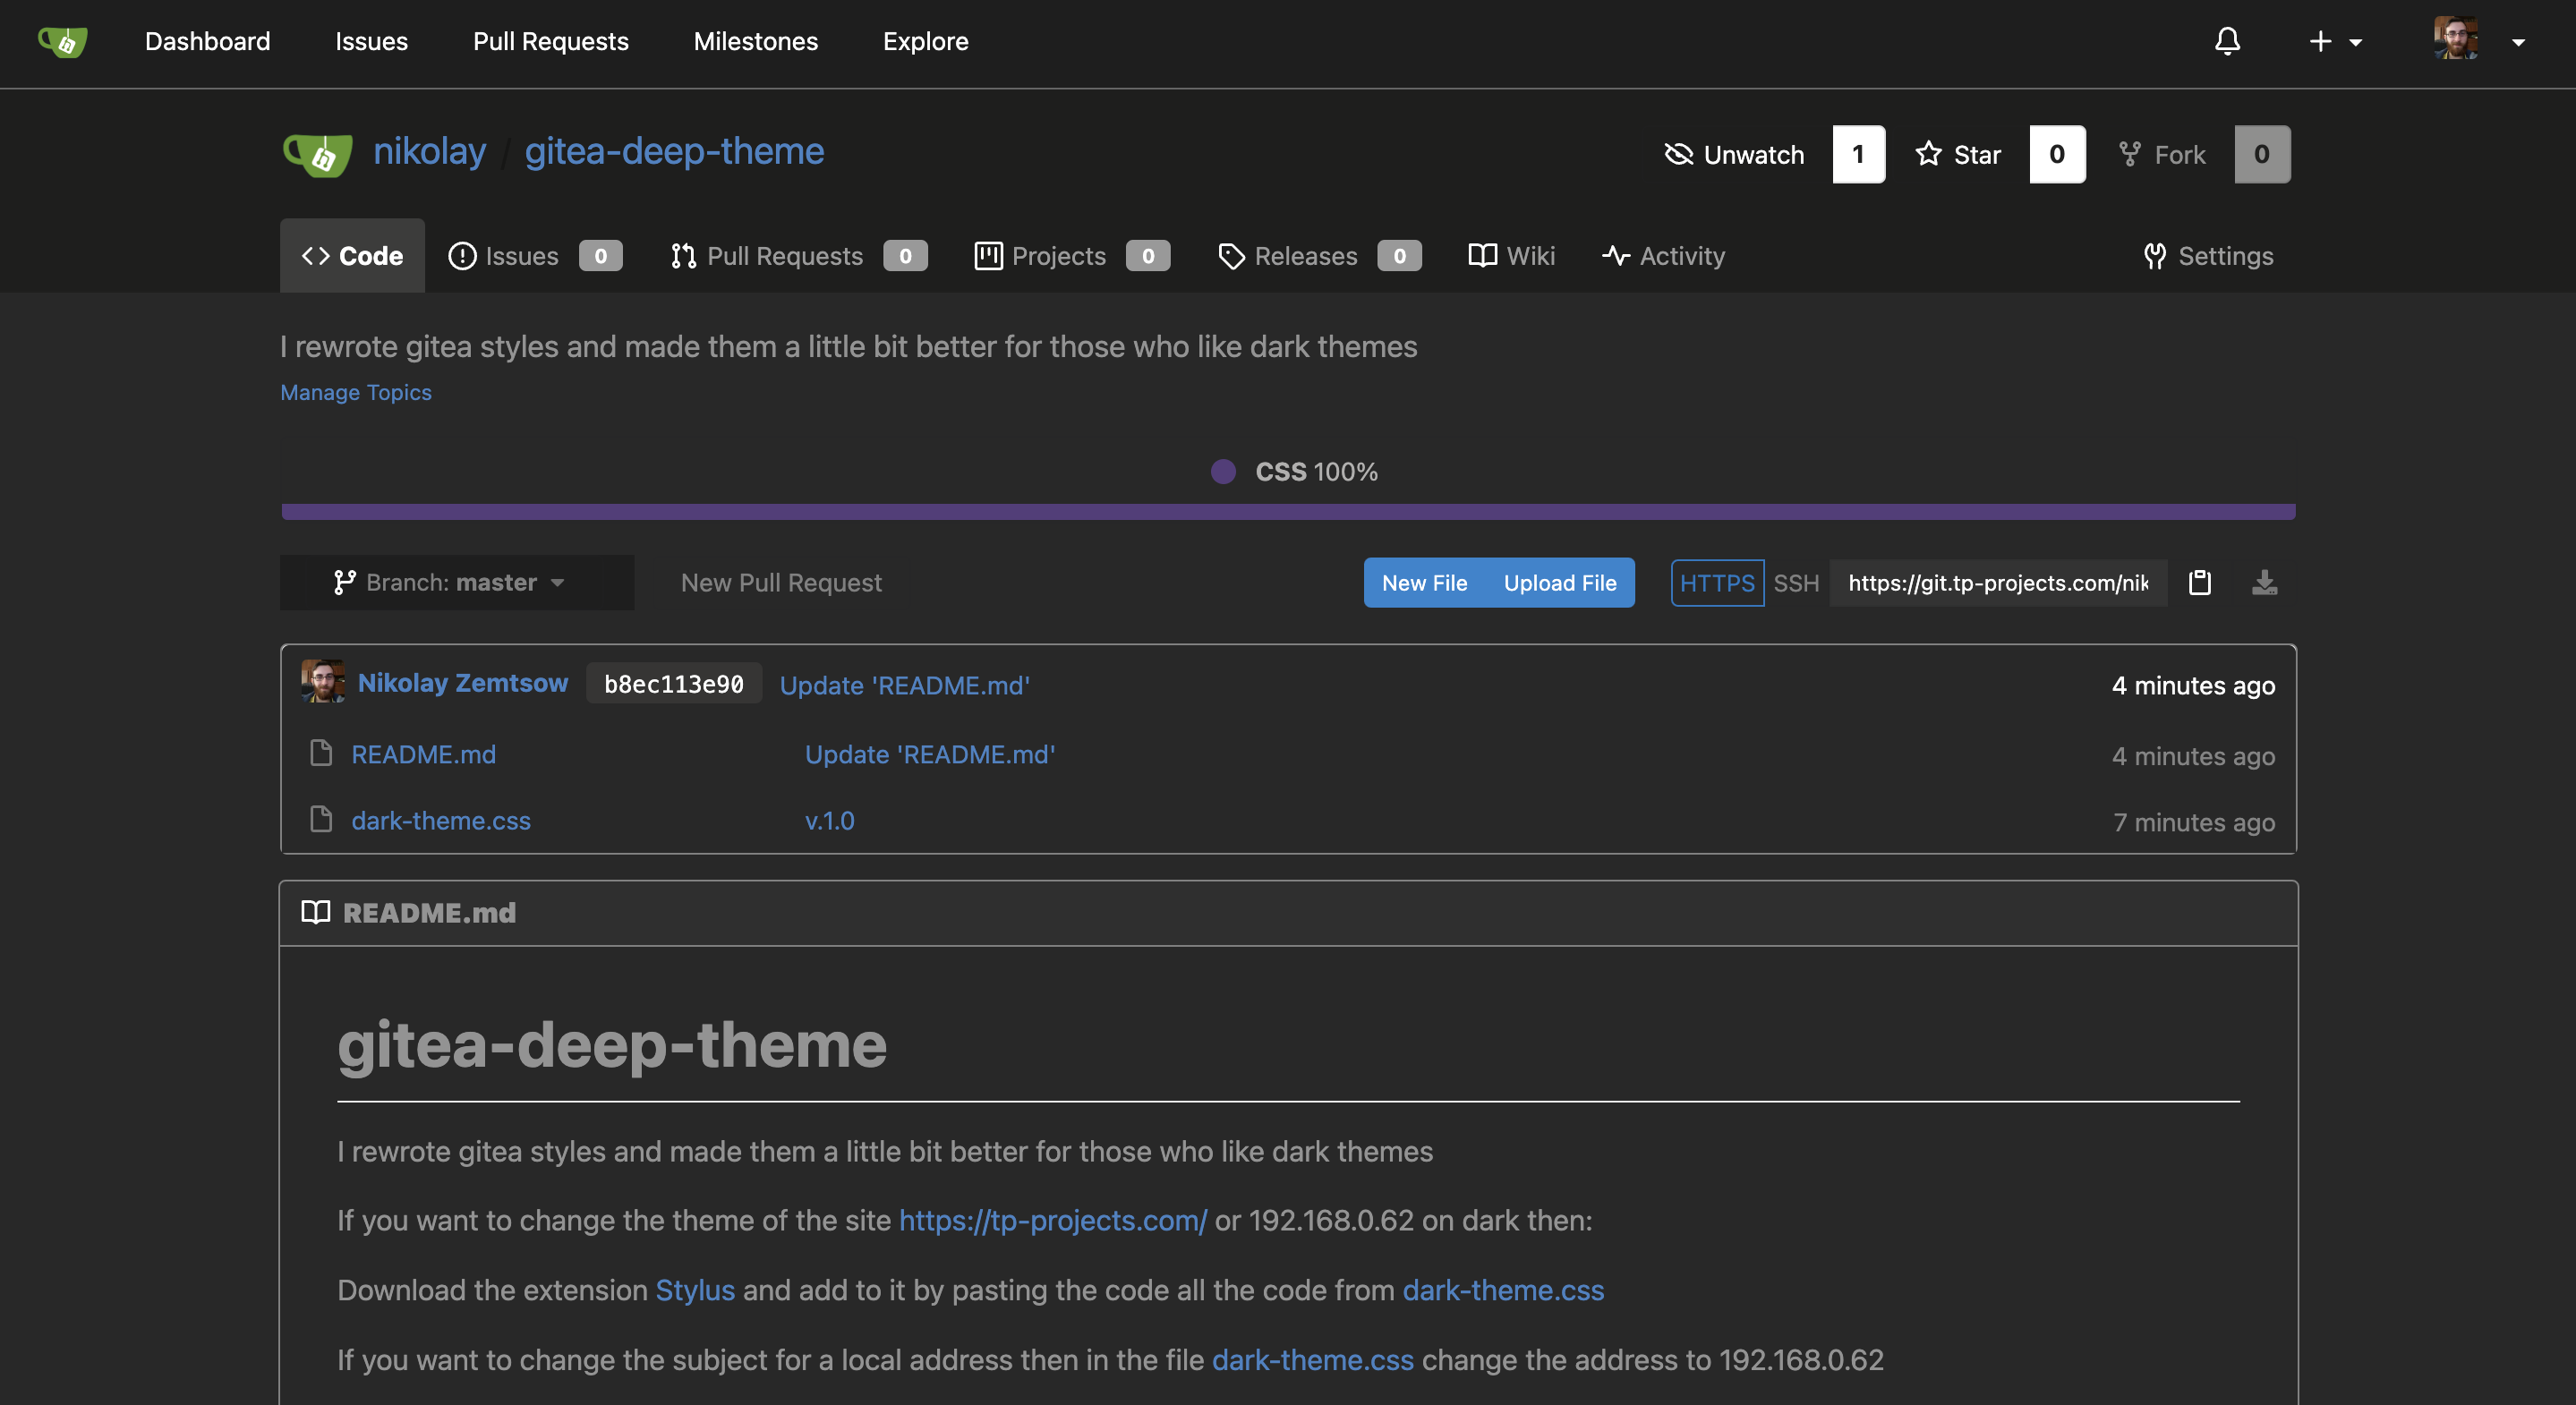 Dashboard Issues Pull Requests Milestones Explore
nikolay / gitea-deep-theme Unwatch 1 Star 0 Fork 0
Code Issues 0 Pull Requests 0 Projects 0 Releases 0 Wiki Activity Settings
I rewrote gitea styles and made them a little bit better for those who like dark themes
Manage Topics
CSS 100%
Branch: master New Pull Request New File Upload File HTTPS SSH https://git.tp-projects.com/nik
Nikolay Zemtsow b8ec113e90 Update 'README.md' 4 minutes ago
README.md Update 'README.md' 4 minutes ago
dark-theme.css v.1.0 7 minutes ago
README.md
gitea-deep-theme
I rewrote gitea styles and made them a little bit better for those who like dark themes
If you want to change the theme of the site https://tp-projects.com/ or 192.168.0.62 on dark then:
Download the extension Stylus and add to it by pasting the code all the code from dark-theme.css
If you want to change the subject for a local address then in the file dark-theme.css change the address to 192.168.0.62